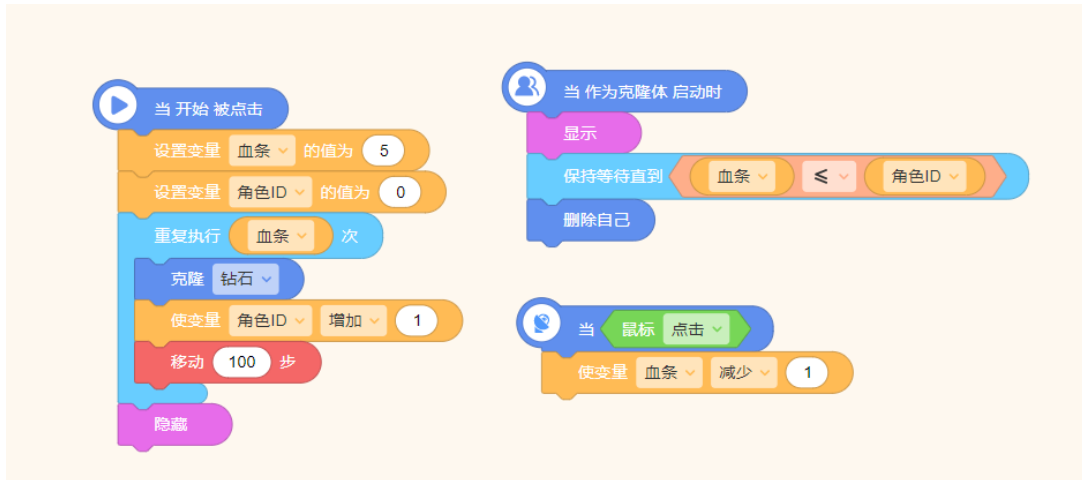 当 开始 被点击
设置变量 血条 的值为 5
设置变量 角色ID 的值为 0
重复执行 血条 次
克隆 钻石
使变量 角色ID 增加 1
移动 100 步
隐藏
当 作为克隆体 启动时
显示
保持等待直到 血条 ≤ 角色ID
删除自己
当 鼠标 点击
使变量 血条 减少 1